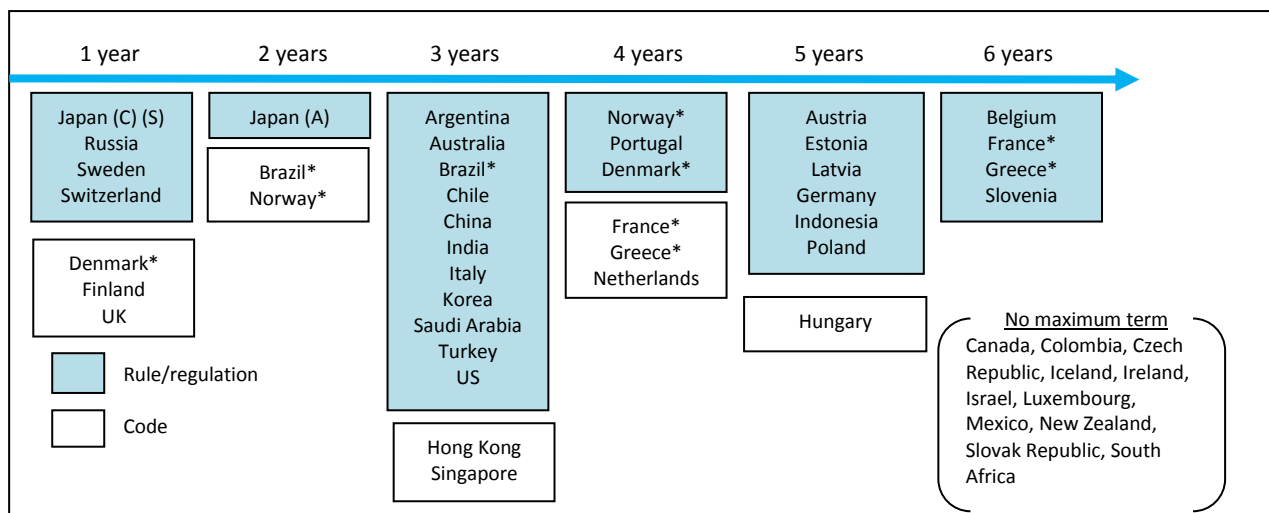 1 year
2 years
3 years
4 years
5 years
6 years
Japan (C) (S)
Russia
Sweden
Switzerland
Denmark*
Finland
UK
Rule/regulation
Code
Japan (A)
Brazil*
Norway*
Argentina
Australia
Brazil*
Chile
China
India
Italy
Korea
Saudi Arabia
Turkey
US
Hong Kong
Singapore
Norway*
Portugal
Denmark*
France*
Greece*
Netherlands
Austria
Estonia
Latvia
Germany
Indonesia
Poland
Hungary
Belgium
France*
Greece*
Slovenia
No maximum term
Canada, Colombia, Czech
Republic, Iceland, Ireland,
Israel, Luxembourg,
Mexico, New Zealand,
Slovak Republic, South
Africa